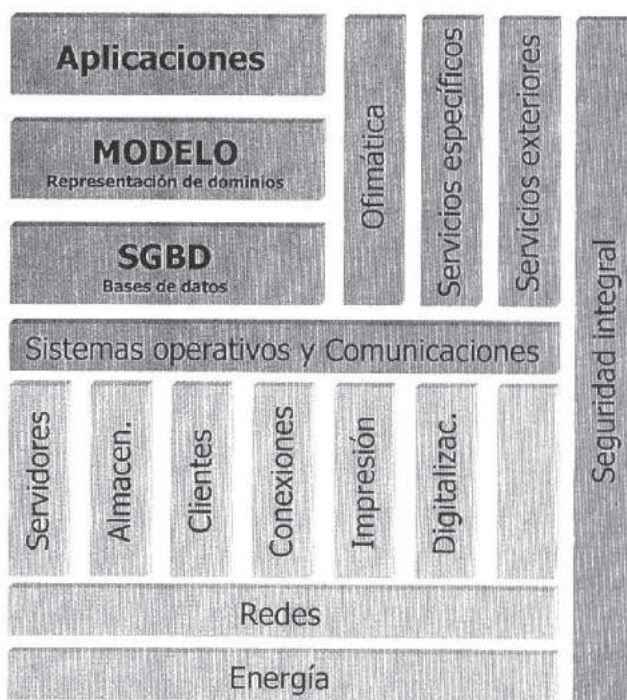 Aplicaciones
MODELO
Representación de dominios
SGBD
Bases de datos
Ofimática
Servicios específicos
Servicios exteriores
Seguridad integral
Sistemas operativos y Comunicaciones
Servidores
Almacen.
Clientes
Conexiones
Impresión
Digitalizac.
Redes
Energía